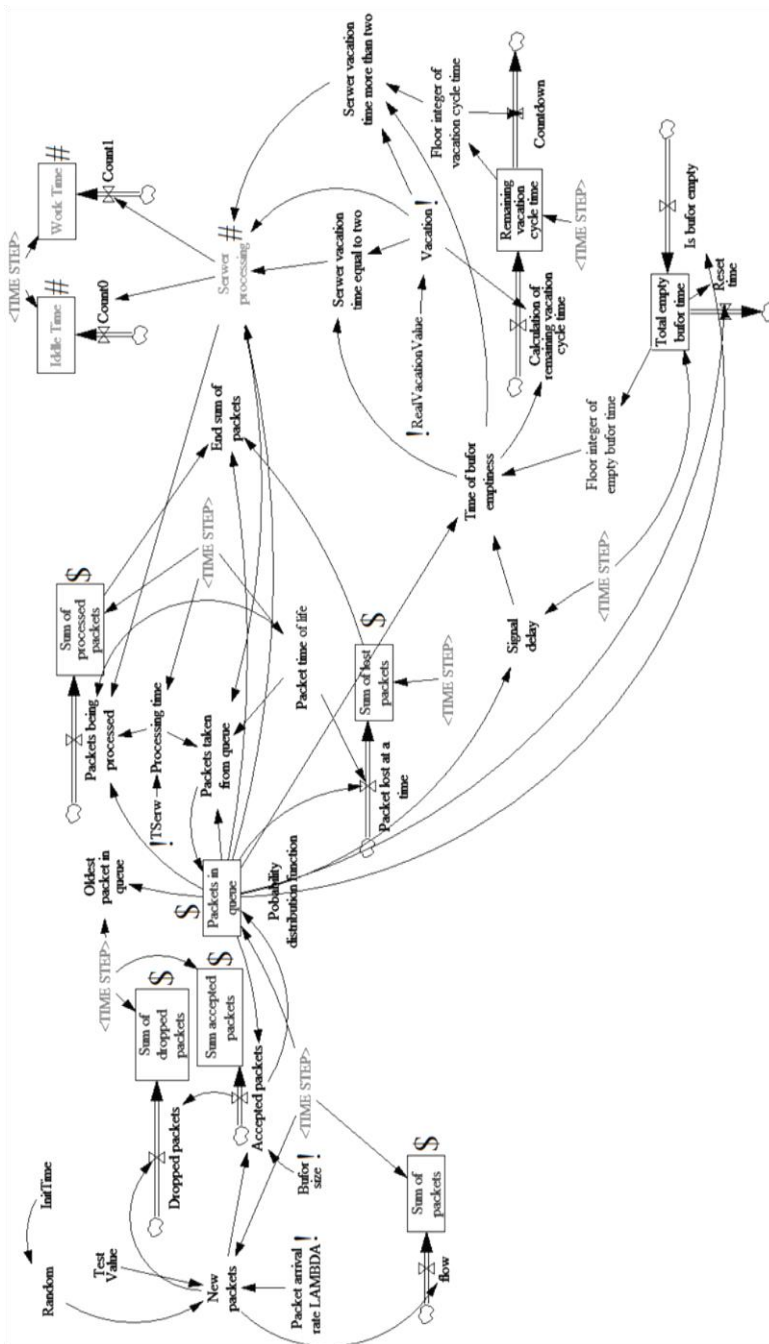 Random
InitTime
Test
Value
New
packets
Packet arrival
rate LAMBDA !
flow
Sum of
packets
$
Dropped packets
Sum of
dropped
packets
$
<TIME STEP>
Sum accepted
packets
$
Accepted packets
Bufor
size !
<TIME STEP>
Oldest
packet in
queue
$
Packets in
queue
Pobability
distribution function
Packets being
processed
Sum of
processed
packets
$
! TSerw
Processing time
Packets taken
from queue
<TIME STEP>
Packet time of life
Packet lost at a
time
Sum of lost
packets
$
<TIME STEP>
End sum of
packets
Iddle Time
#
Count0
<TIME STEP>
Work Time
#
Count1
Serwer
processing
#
Serwer vacation
time equal to two
Serwer vacation
time more than two
! RealVacationValue
Vacation !
Floor integer of
vacation cycle time
Calculation of
remaining vacation
cycle time
Remaining
vacation
cycle time
Countdown
<TIME STEP>
Time of bufor
emptiness
Signal
delay
<TIME STEP>
Floor integer of
empty bufor time
Total empty
bufor time
Reset
time
Is bufor empty